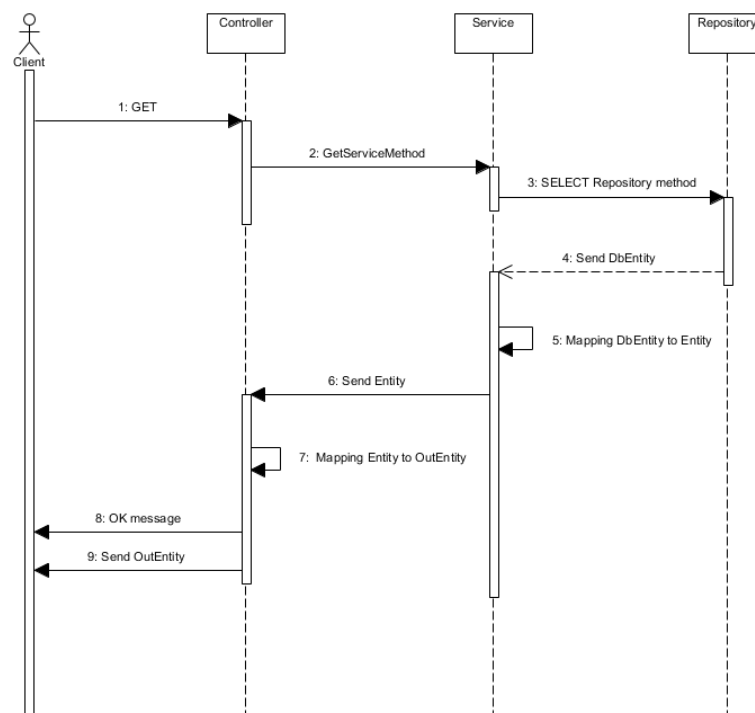 Controller
Service
Repository
Client
1: GET
2: GetServiceMethod
3: SELECT Repository method
4: Send DbEntity
5: Mapping DbEntity to Entity
6: Send Entity
7: Mapping Entity to OutEntity
8: OK message
9: Send OutEntity